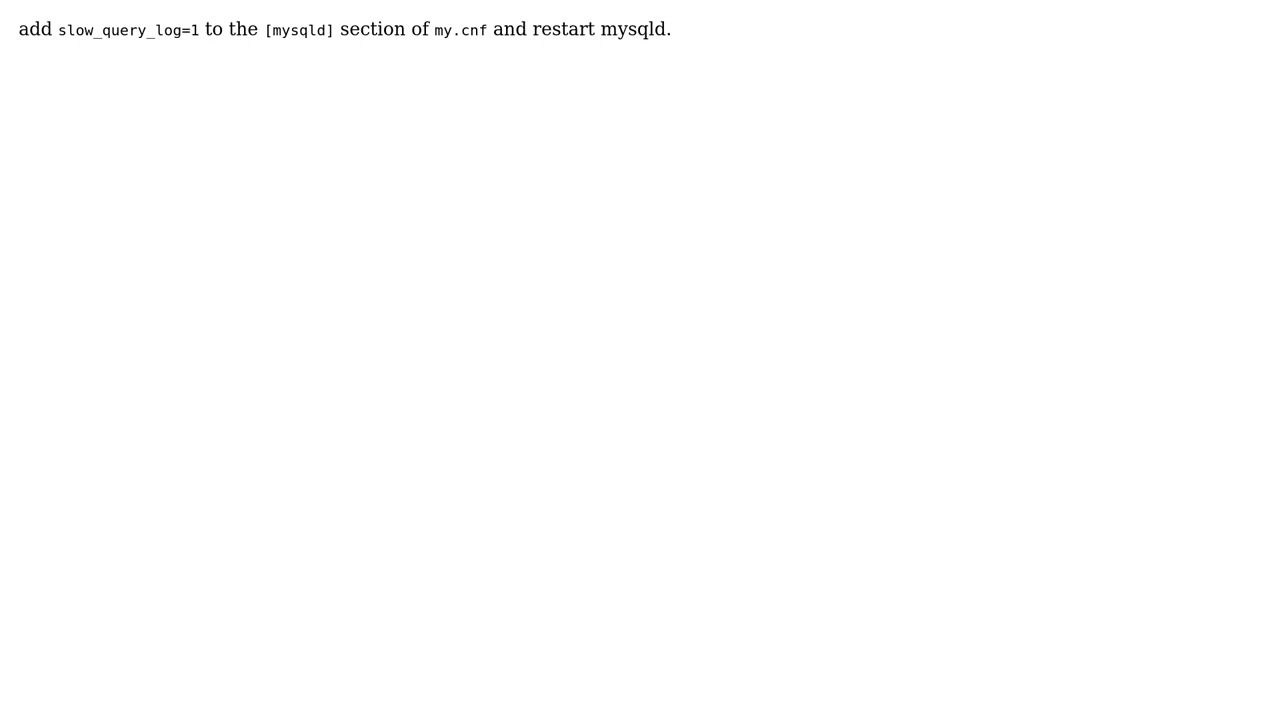 add slow_query_log=1 to the [mysqld] section of my.cnf and restart mysqld.